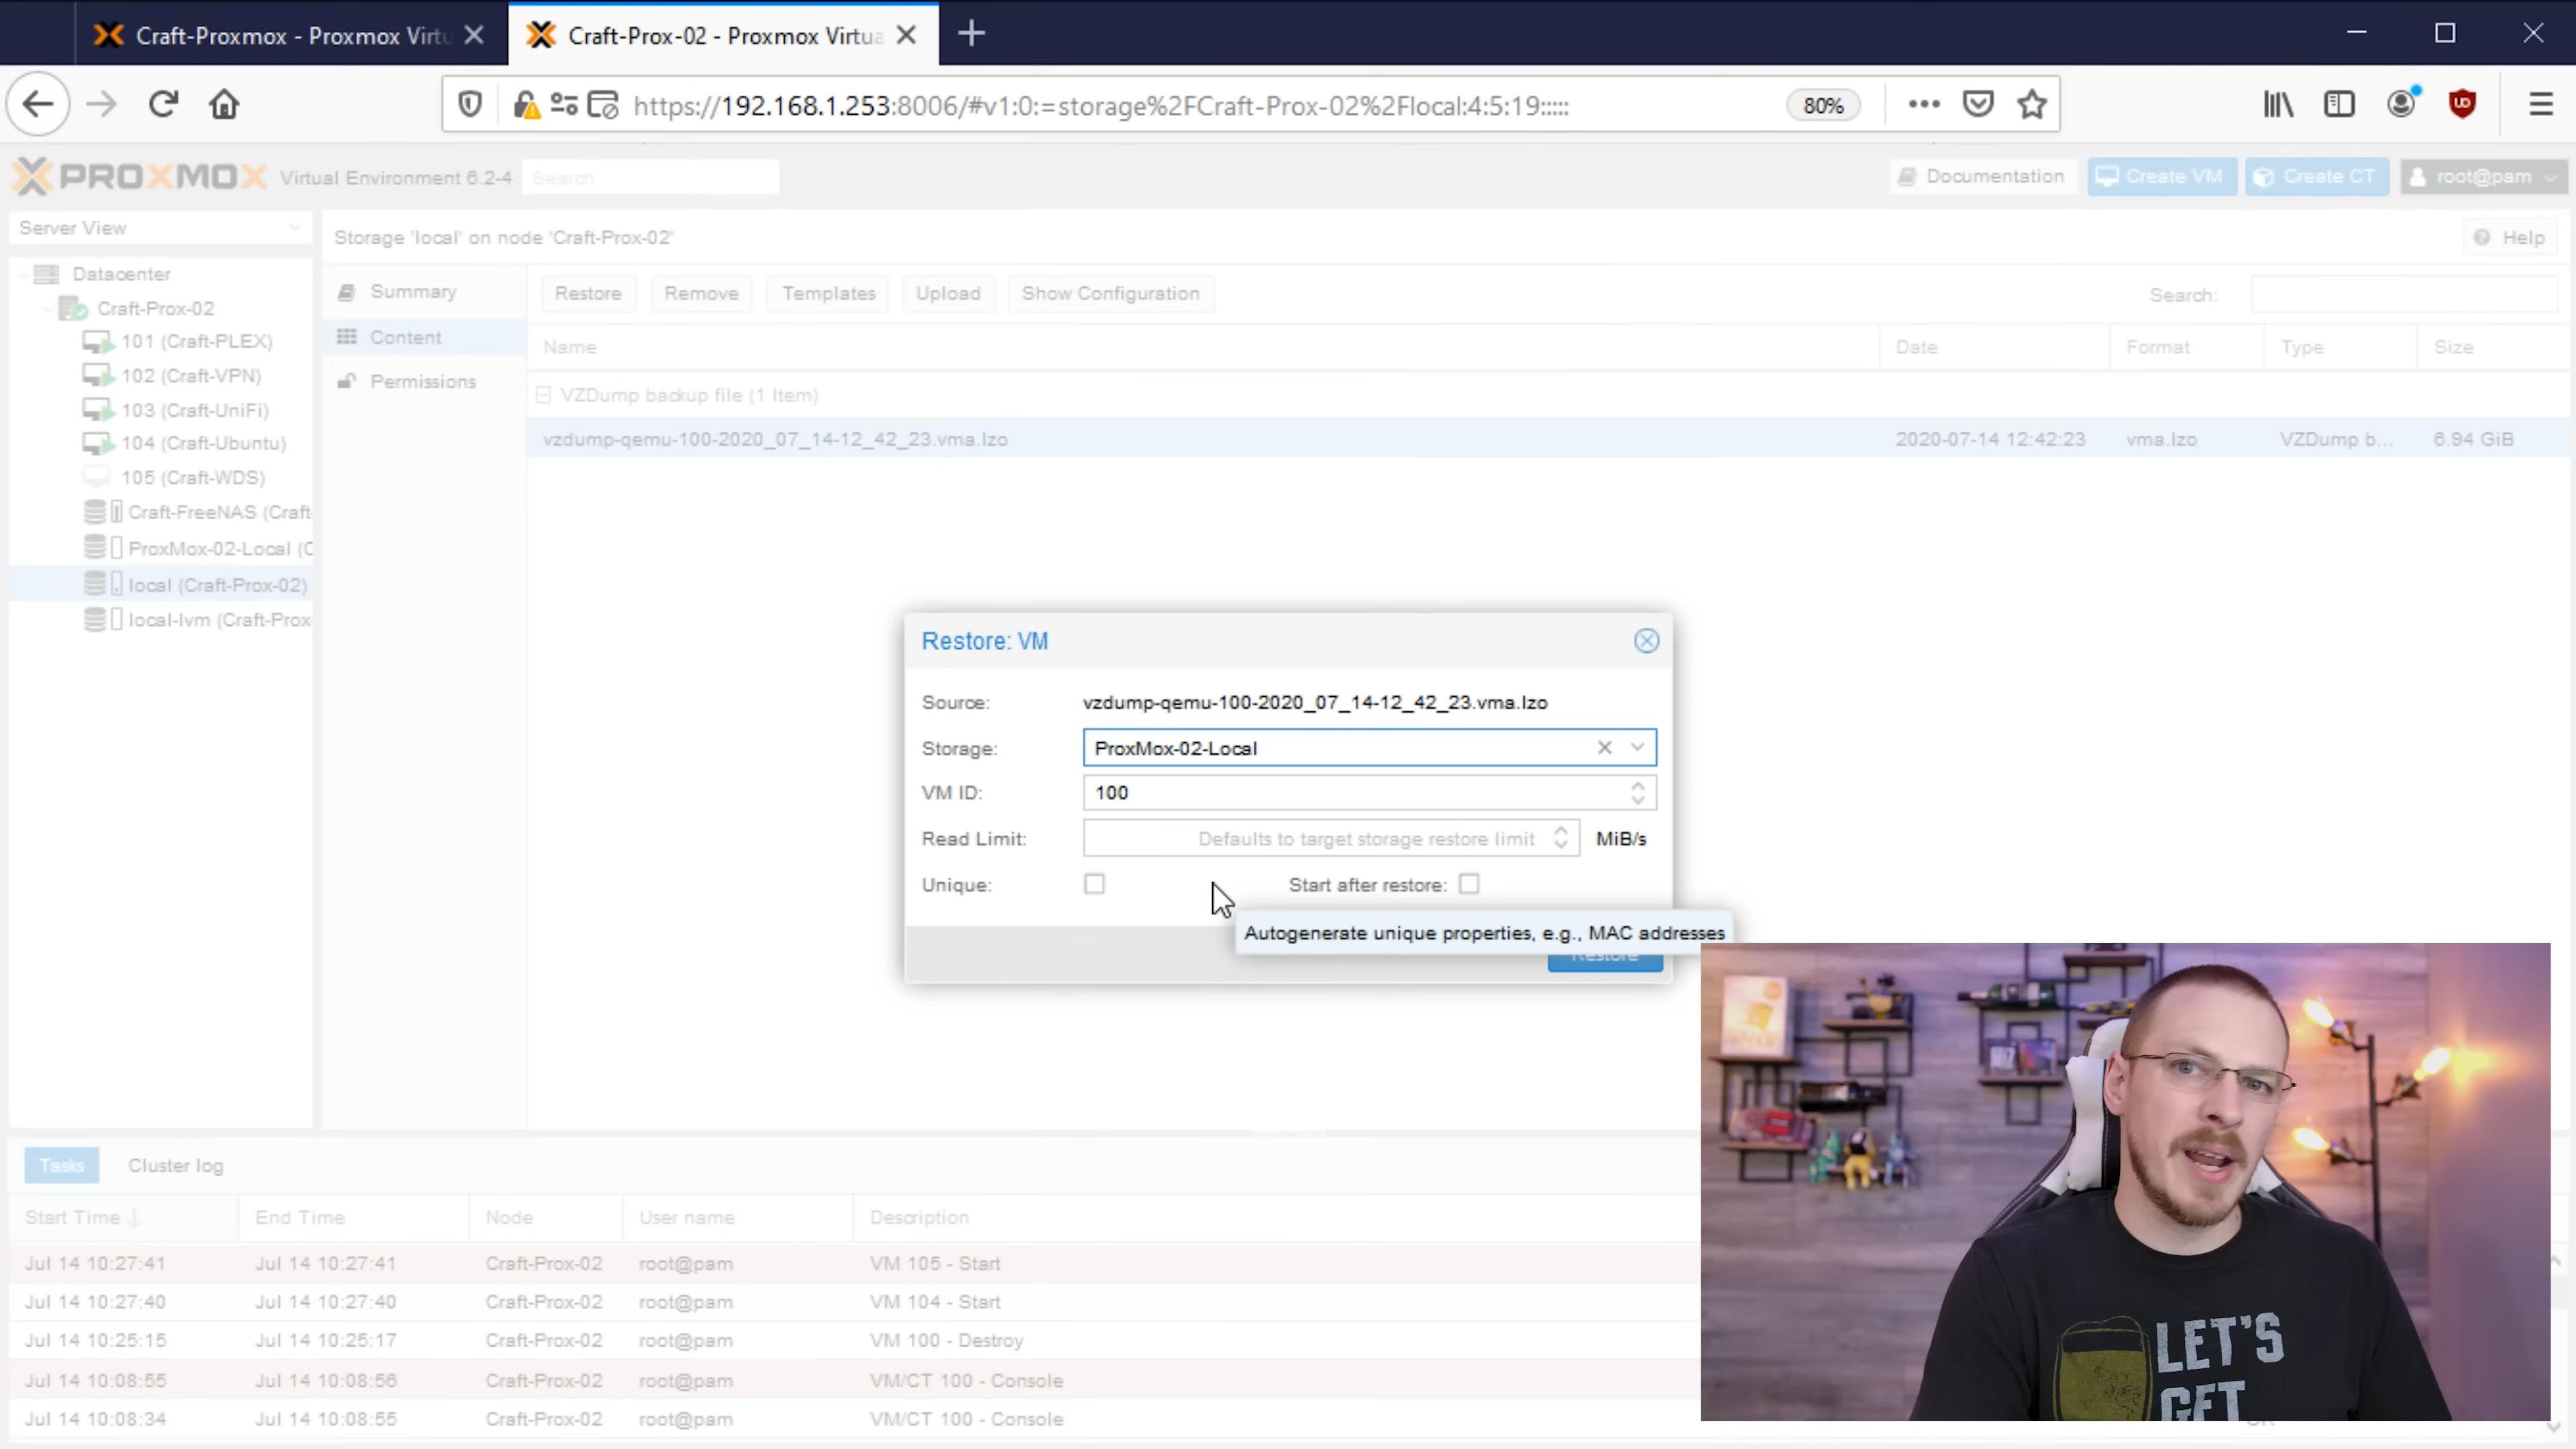 Craft-Proxmox - Proxmox Virtu
Craft-Prox-02 - Proxmox Virtua
https://192.168.1.253:8006/#v1:0:=storage%2FCraft-Prox-02%2Flocal:4:5:19:::::
80%
PROXMOX Virtual Environment 6.2-4
Search
Documentation
Create VM
Create CT
root@pam
Server View
Storage 'local' on node 'Craft-Prox-02'
Help
Datacenter
Craft-Prox-02
101 (Craft-PLEX)
102 (Craft-VPN)
103 (Craft-UniFi)
104 (Craft-Ubuntu)
105 (Craft-WDS)
Craft-FreeNAS (Craft
ProxMox-02-Local (C
local (Craft-Prox-02)
local-lvm (Craft-Prox-
Summary
Content
Permissions
Restore
Remove
Templates
Upload
Show Configuration
Search:
Name
Date
Format
Type
Size
VZDump backup file (1 Item)
vzdump-qemu-100-2020_07_14-12_42_23.vma.lzo
2020-07-14 12:42:23
vma.lzo
VZDump b...
6.94 GiB
Restore: VM
Source: vzdump-qemu-100-2020_07_14-12_42_23.vma.lzo
Storage: ProxMox-02-Local
VM ID: 100
Read Limit: Defaults to target storage restore limit MiB/s
Unique:
Start after restore:
Autogenerate unique properties, e.g., MAC addresses
Restore
Tasks
Cluster log
Start Time End Time Node User name Description
Jul 14 10:27:41 Jul 14 10:27:41 Craft-Prox-02 root@pam VM 105 - Start
Jul 14 10:27:40 Jul 14 10:27:40 Craft-Prox-02 root@pam VM 104 - Start
Jul 14 10:25:15 Jul 14 10:25:17 Craft-Prox-02 root@pam VM 100 - Destroy
Jul 14 10:08:55 Jul 14 10:08:56 Craft-Prox-02 root@pam VM/CT 100 - Console
Jul 14 10:08:34 Jul 14 10:08:55 Craft-Prox-02 root@pam VM/CT 100 - Console
OK
LET'S
GET